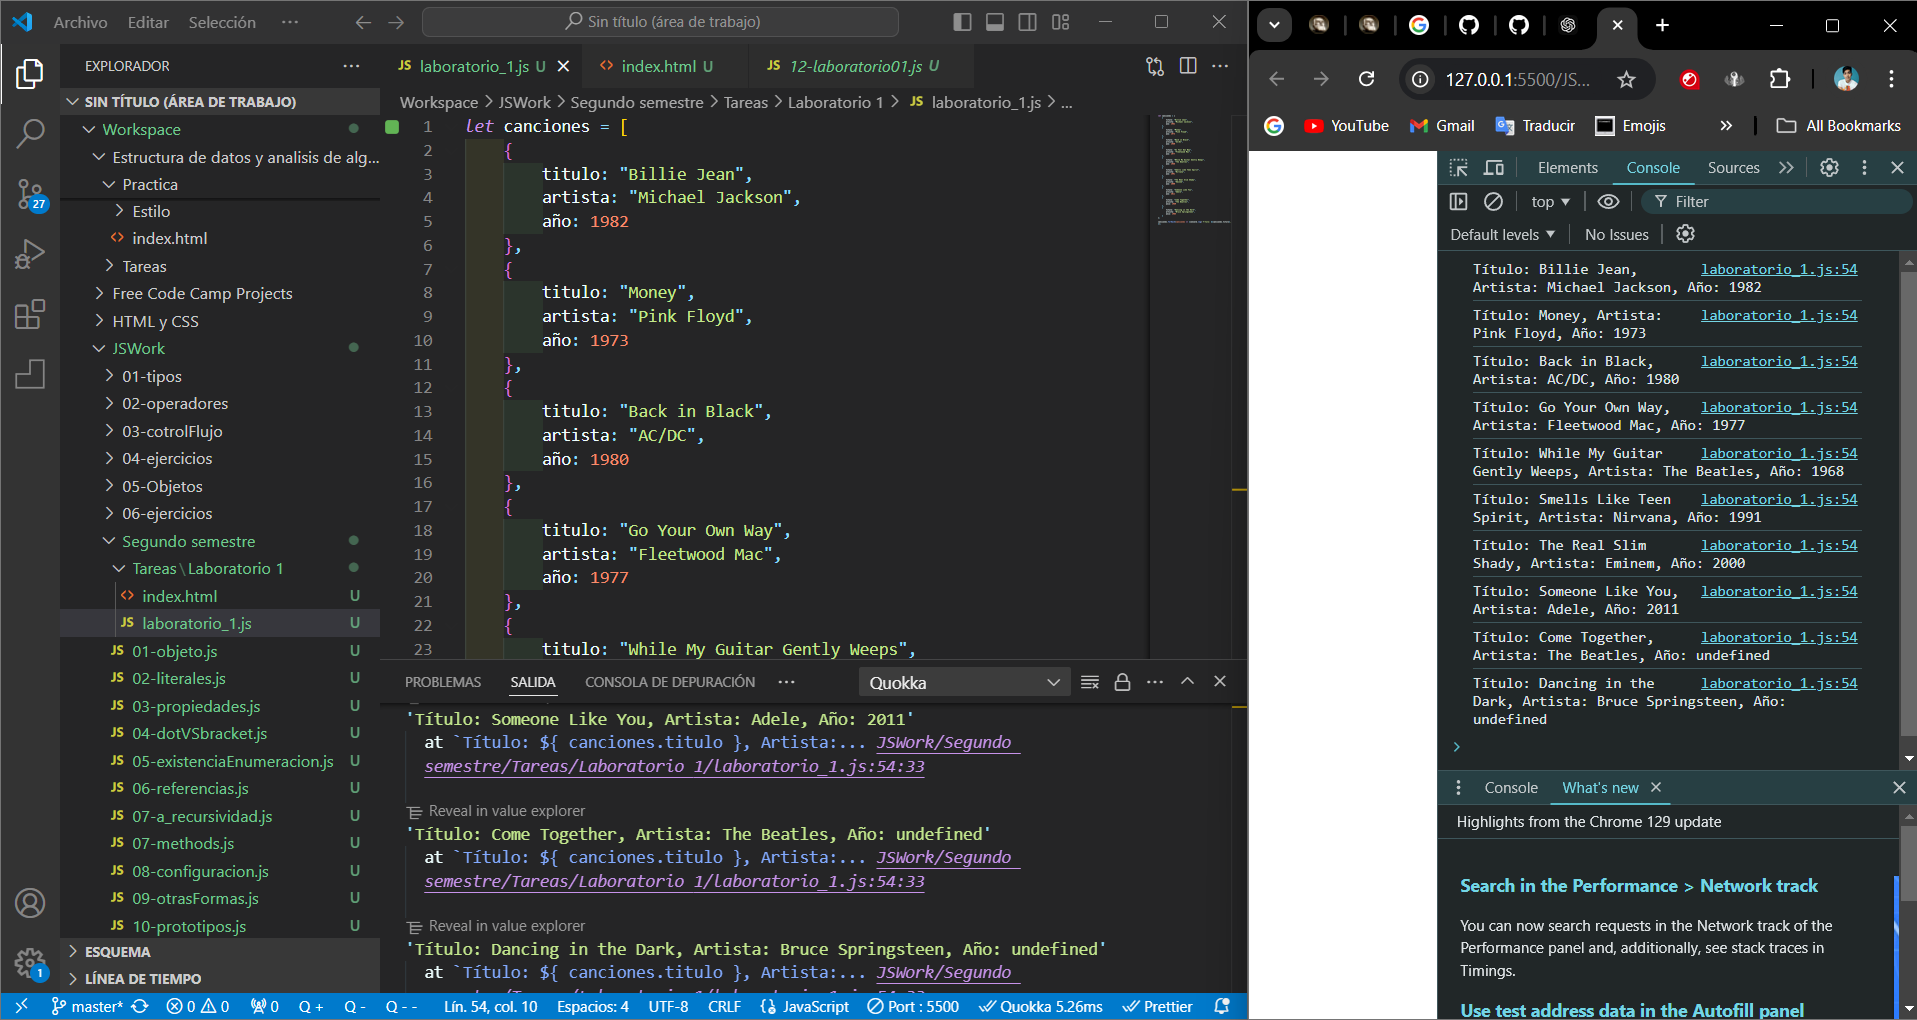 Archivo Editar Selección ··· Sin título (área de trabajo)
EXPLORADOR
SIN TÍTULO (ÁREA DE TRABAJO)
Workspace
Estructura de datos y analisis de alg...
Practica
Estilo
index.html
Tareas
Free Code Camp Projects
HTML y CSS
JSWork
01-tipos
02-operadores
03-cotrolFlujo
04-ejercicios
05-Objetos
06-ejercicios
Segundo semestre
Tareas\Laboratorio 1
index.html U
JS laboratorio_1.js U
JS 01-objeto.js U
JS 02-literales.js U
JS 03-propiedades.js U
JS 04-dotVSbracket.js U
JS 05-existenciaEnumeracion.js U
JS 06-referencias.js U
JS 07-a_recursividad.js U
JS 07-methods.js U
JS 08-configuracion.js U
JS 09-otrasFormas.js U
JS 10-prototipos.js U
ESQUEMA
LÍNEA DE TIEMPO
27
1
JS laboratorio_1.js U index.html U JS 12-laboratorio01.js U
Workspace > JSWork > Segundo semestre > Tareas > Laboratorio 1 > JS laboratorio_1.js > ...
1 let canciones = [
2 {
3 titulo: "Billie Jean",
4 artista: "Michael Jackson",
5 año: 1982
6 },
7 {
8 titulo: "Money",
9 artista: "Pink Floyd",
10 año: 1973
11 },
12 {
13 titulo: "Back in Black",
14 artista: "AC/DC",
15 año: 1980
16 },
17 {
18 titulo: "Go Your Own Way",
19 artista: "Fleetwood Mac",
20 año: 1977
21 },
22 {
23 titulo: "While My Guitar Gently Weeps",
PROBLEMAS SALIDA CONSOLA DE DEPURACIÓN ··· Quokka
'Título: Someone Like You, Artista: Adele, Año: 2011'
at `Título: ${ canciones.titulo }, Artista:... JSWork/Segundo
semestre/Tareas/Laboratorio 1/laboratorio_1.js:54:33
Reveal in value explorer
'Título: Come Together, Artista: The Beatles, Año: undefined'
at `Título: ${ canciones.titulo }, Artista:... JSWork/Segundo
semestre/Tareas/Laboratorio 1/laboratorio_1.js:54:33
Reveal in value explorer
'Título: Dancing in the Dark, Artista: Bruce Springsteen, Año: undefined'
at `Título: ${ canciones.titulo }, Artista:... JSWork/Segundo
master* 0 0 0 Q + Q - Q - - Lín. 54, col. 10 Espacios: 4 UTF-8 CRLF JavaScript Port : 5500 Quokka 5.26ms Prettier
127.0.0.1:5500/JS...
YouTube Gmail Traducir Emojis » All Bookmarks
Elements Console Sources
top Filter
Default levels No Issues
Título: Billie Jean, laboratorio_1.js:54
Artista: Michael Jackson, Año: 1982
Título: Money, Artista: laboratorio_1.js:54
Pink Floyd, Año: 1973
Título: Back in Black, laboratorio_1.js:54
Artista: AC/DC, Año: 1980
Título: Go Your Own Way, laboratorio_1.js:54
Artista: Fleetwood Mac, Año: 1977
Título: While My Guitar laboratorio_1.js:54
Gently Weeps, Artista: The Beatles, Año: 1968
Título: Smells Like Teen laboratorio_1.js:54
Spirit, Artista: Nirvana, Año: 1991
Título: The Real Slim laboratorio_1.js:54
Shady, Artista: Eminem, Año: 2000
Título: Someone Like You, laboratorio_1.js:54
Artista: Adele, Año: 2011
Título: Come Together, laboratorio_1.js:54
Artista: The Beatles, Año: undefined
Título: Dancing in the laboratorio_1.js:54
Dark, Artista: Bruce Springsteen, Año:
undefined
Console What's new
Highlights from the Chrome 129 update
Search in the Performance > Network track
You can now search requests in the Network track of the
Performance panel and, additionally, see stack traces in
Timings.
Use test address data in the Autofill panel